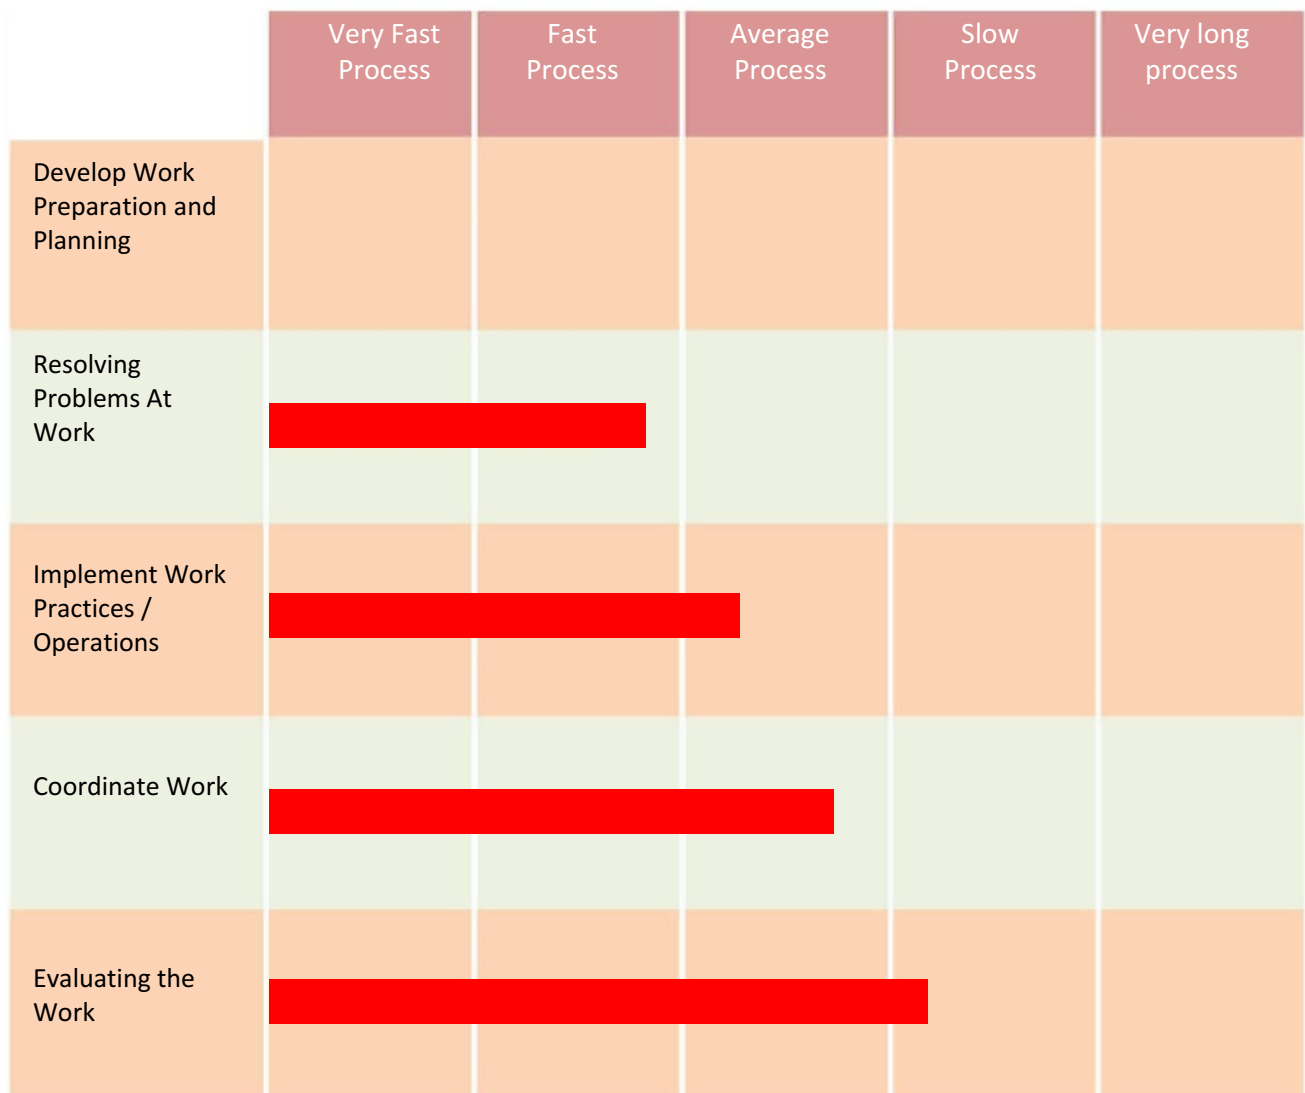 Very Fast
Process
Fast
Process
Average
Process
Slow
Process
Very long
process
Develop Work
Preparation and
Planning
Resolving
Problems At
Work
Implement Work
Practices /
Operations
Coordinate Work
Evaluating the
Work